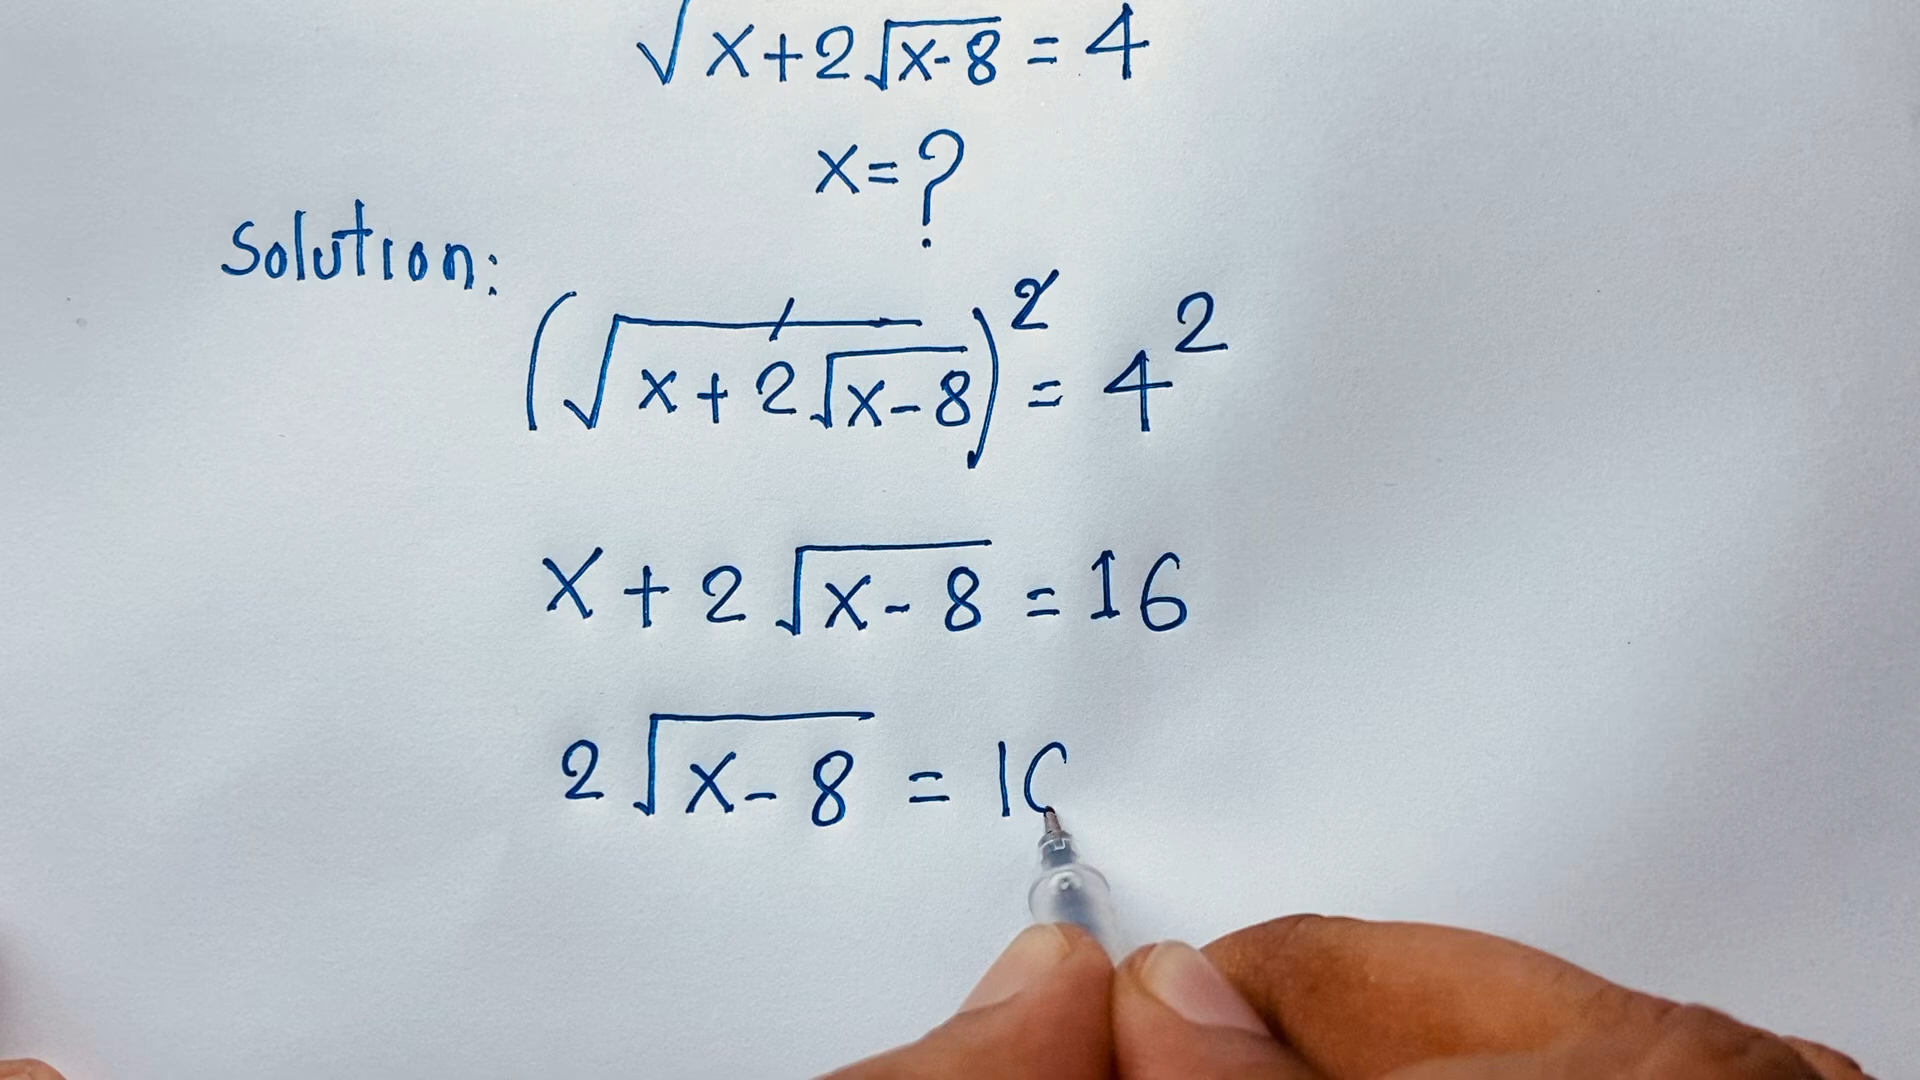 √x+2√x-8 = 4
x=?
Solution:
(√x+2√x-8)² = 4²
x+2√x-8 = 16
2√x-8 = 1